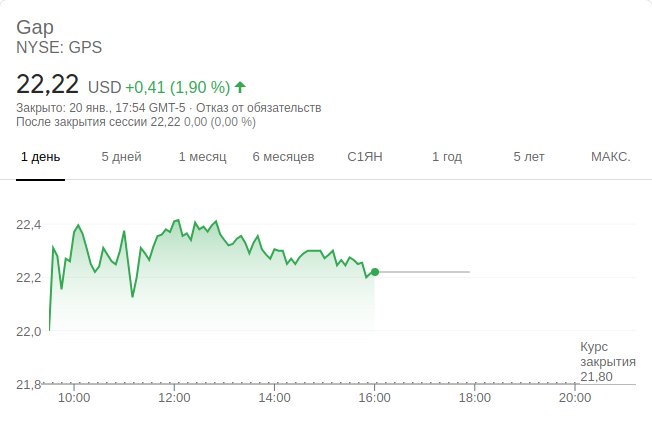 Gap
NYSE: GPS
22,22 USD +0,41 (1,90 %)
Закрыто: 20 янв., 17:54 GMT-5 · Отказ от обязательств
После закрытия сессии 22,22 0,00 (0,00 %)
1 день 5 дней 1 месяц 6 месяцев С1ЯН 1 год 5 лет МАКС.
22,4
22,2
22,0
Курс
закрытия
21,80
21,8
10:00 12:00 14:00 16:00 18:00 20:00